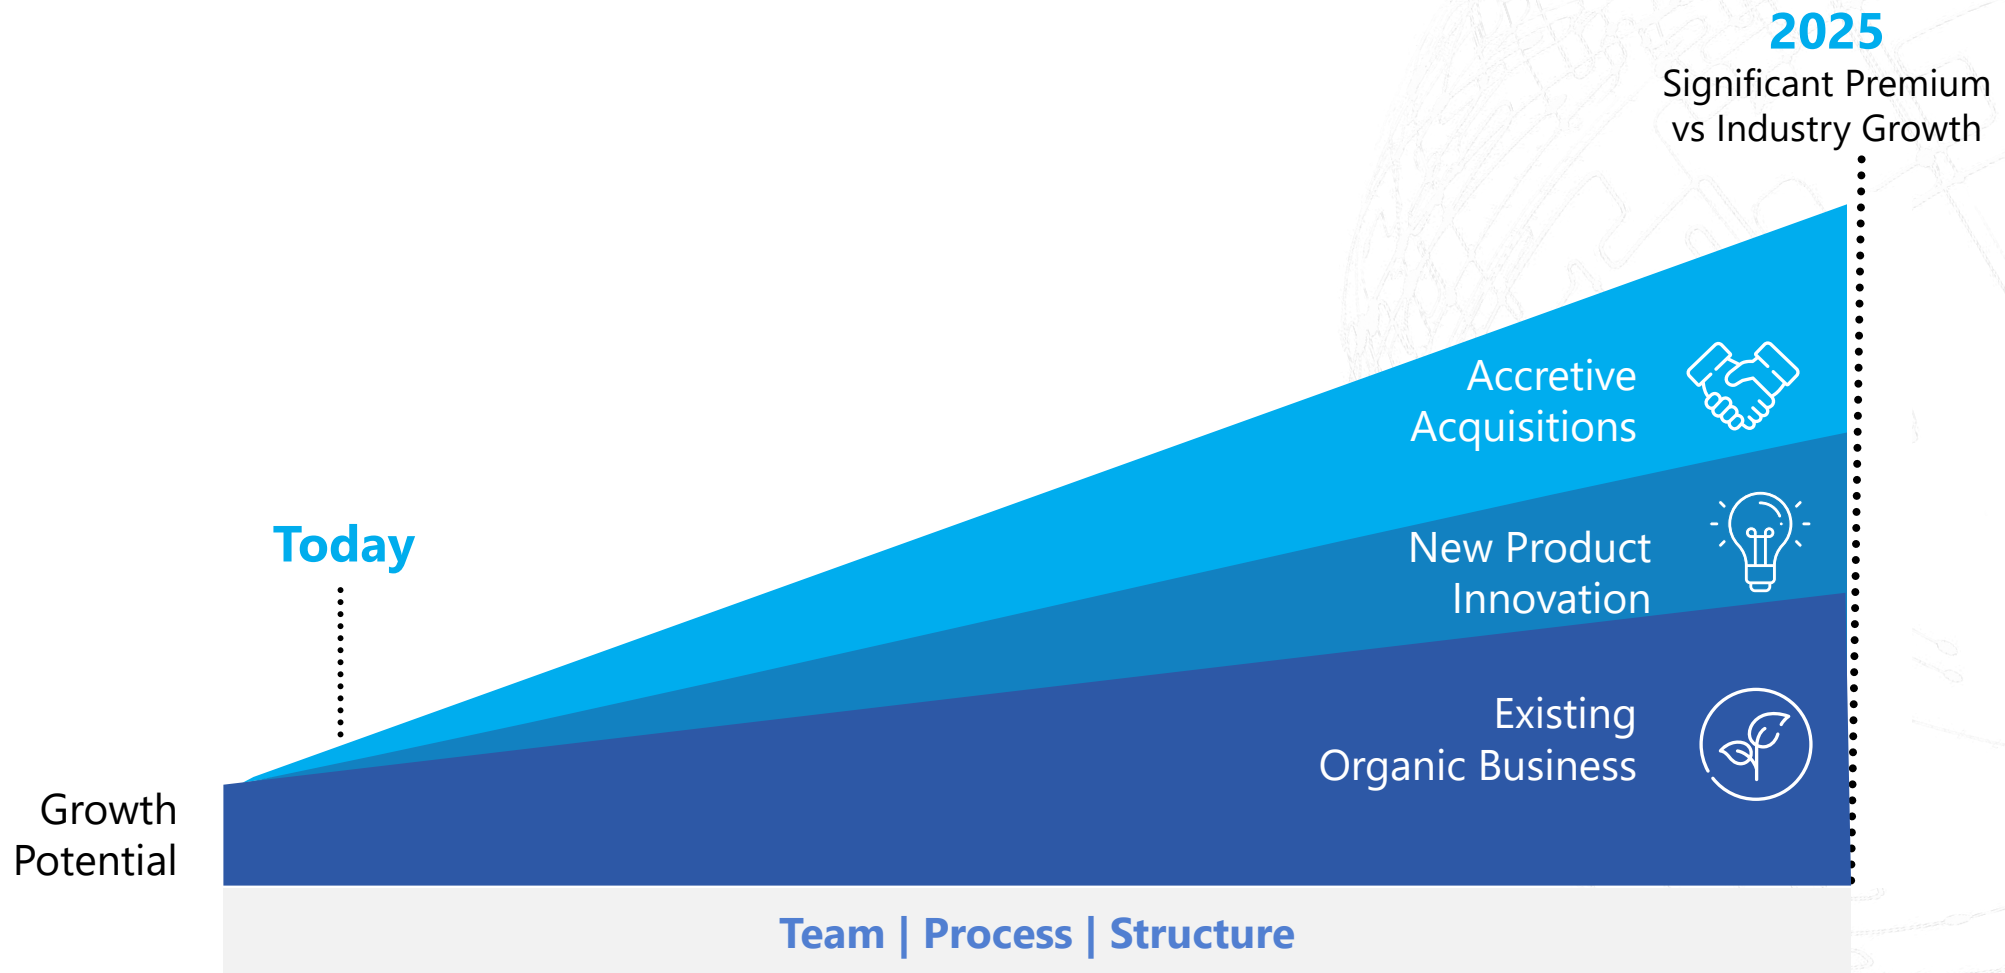 2025
Significant Premium
vs Industry Growth
Accretive
Acquisitions
Today
New Product
Innovation
Existing
Organic Business
Growth
Potential
Team | Process | Structure